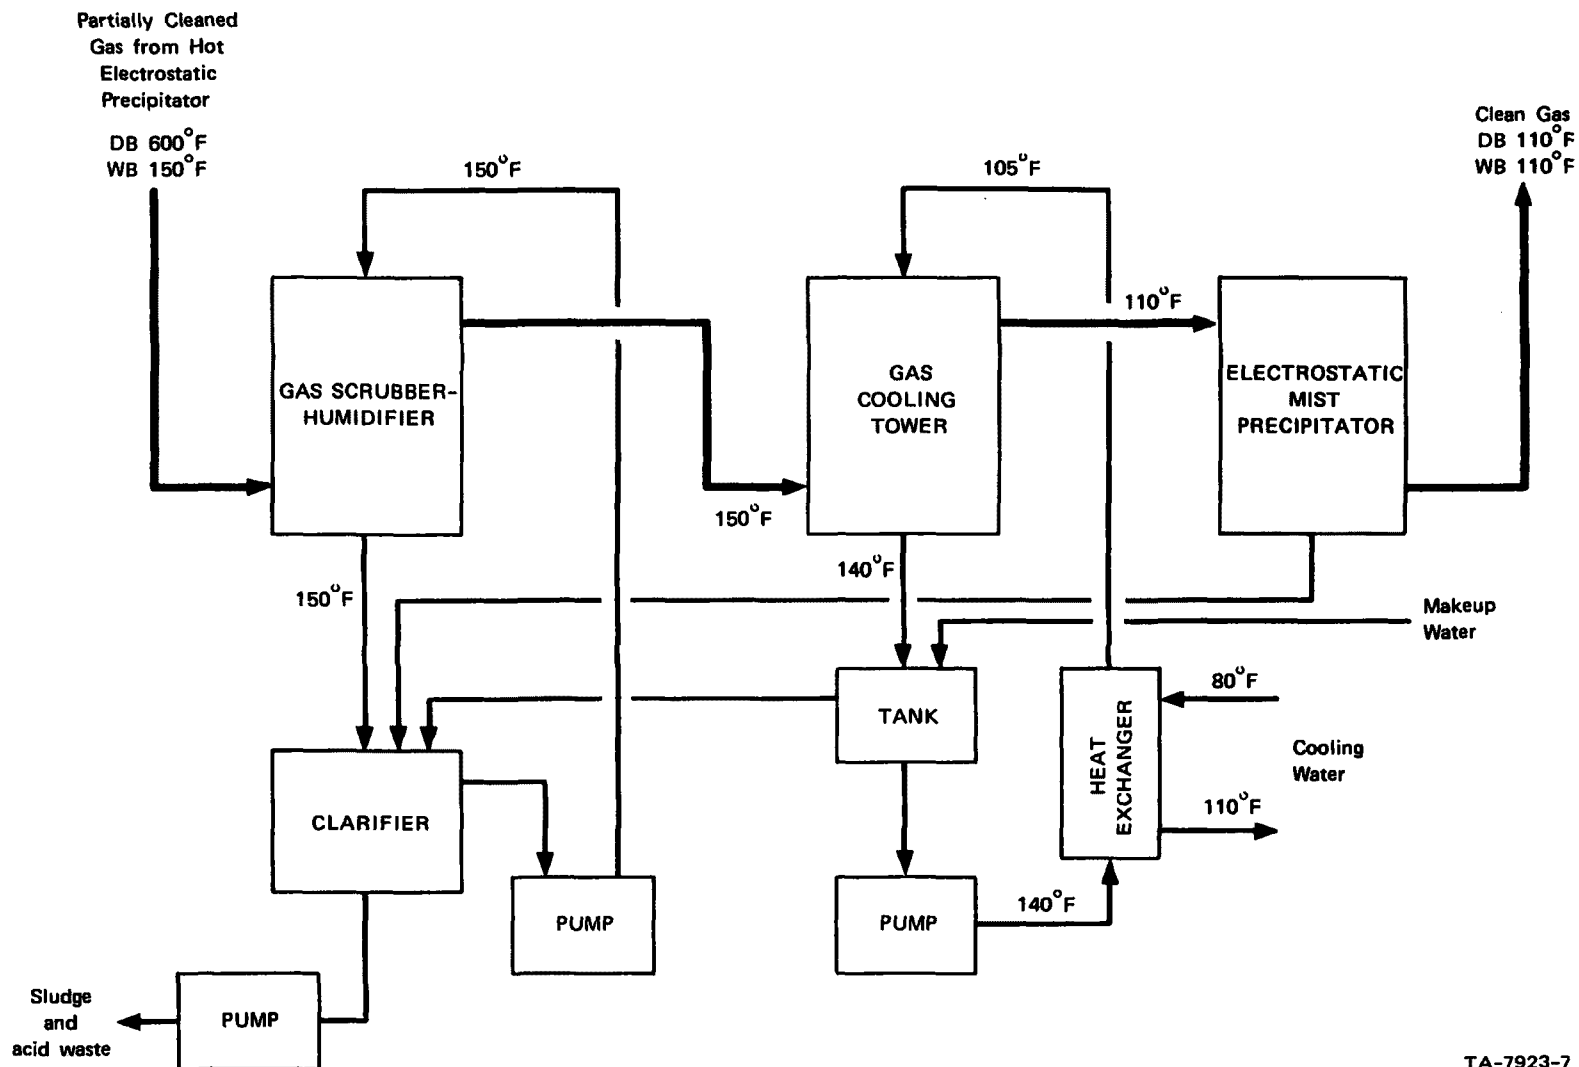 Partially Cleaned
Gas from Hot
Electrostatic
Precipitator
DB 600°F
WB 150°F
150°F
105°F
Clean Gas
DB 110°F
WB 110°F
110°F
GAS SCRUBBER-
HUMIDIFIER
GAS
COOLING
TOWER
ELECTROSTATIC
MIST
PRECIPITATOR
150°F
140°F
150°F
Makeup
Water
TANK
80°F
HEAT
EXCHANGER
Cooling
Water
110°F
CLARIFIER
PUMP
PUMP
140°F
Sludge
and
acid waste
PUMP
TA-7923-7